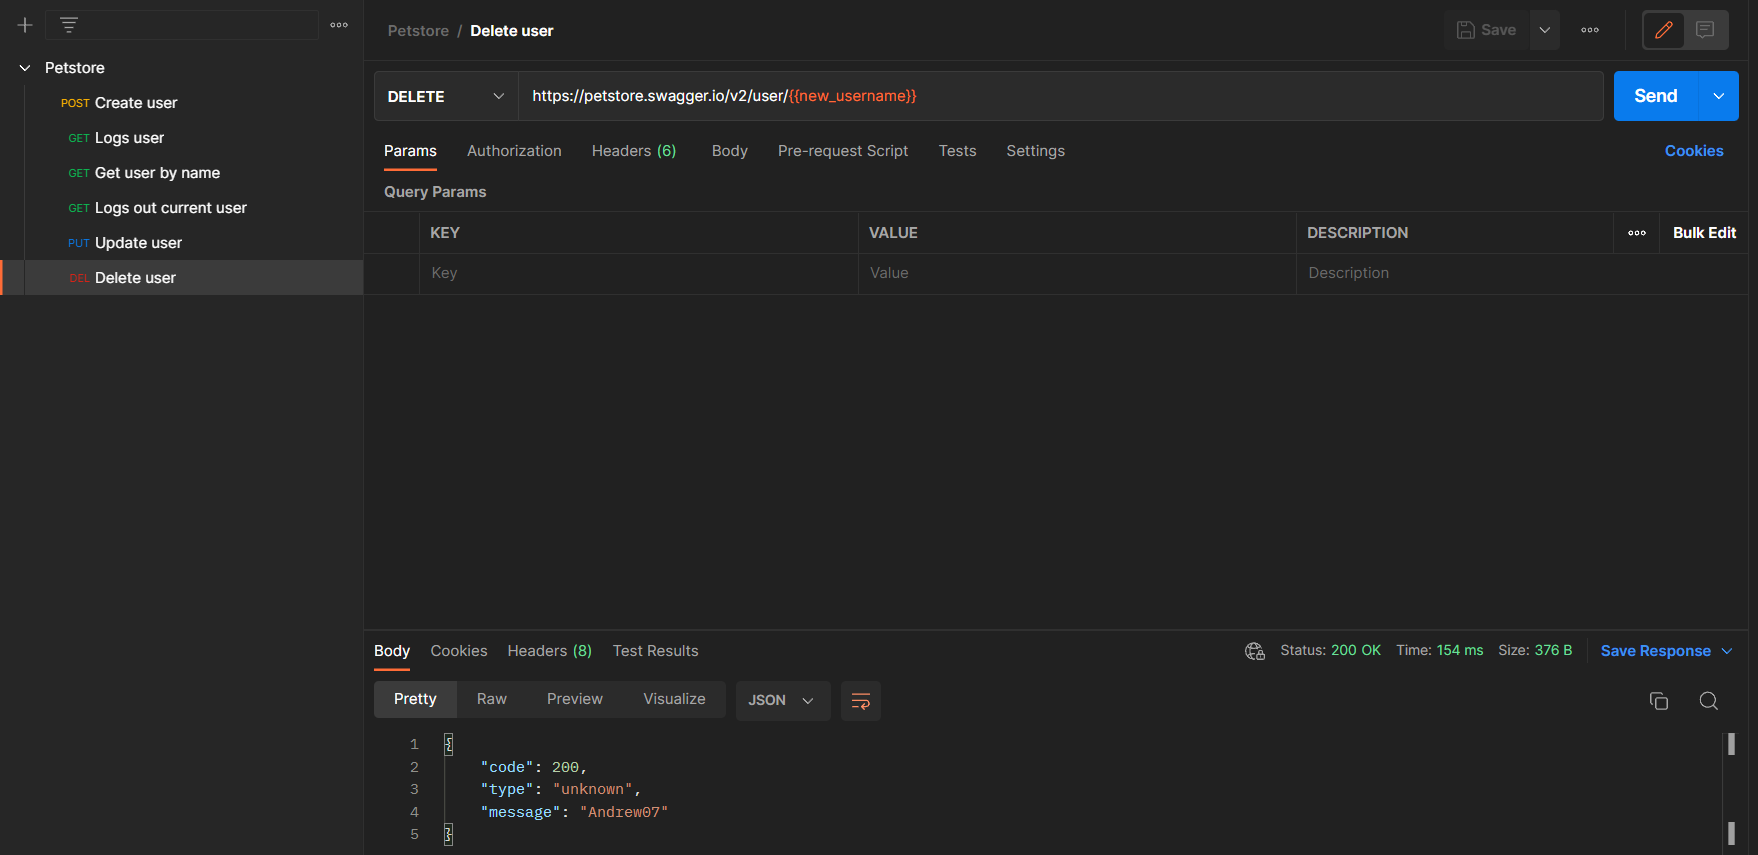 Petstore
POST Create user
GET Logs user
GET Get user by name
GET Logs out current user
PUT Update user
DEL Delete user
Petstore / Delete user
Save
DELETE
https://petstore.swagger.io/v2/user/{{new_username}}
Send
Params Authorization Headers (6) Body Pre-request Script Tests Settings Cookies
Query Params
KEY VALUE DESCRIPTION Bulk Edit
Key Value Description
Body Cookies Headers (8) Test Results Status: 200 OK Time: 154 ms Size: 376 B Save Response
Pretty Raw Preview Visualize JSON
1 {
2 "code": 200,
3 "type": "unknown",
4 "message": "Andrew07"
5 }